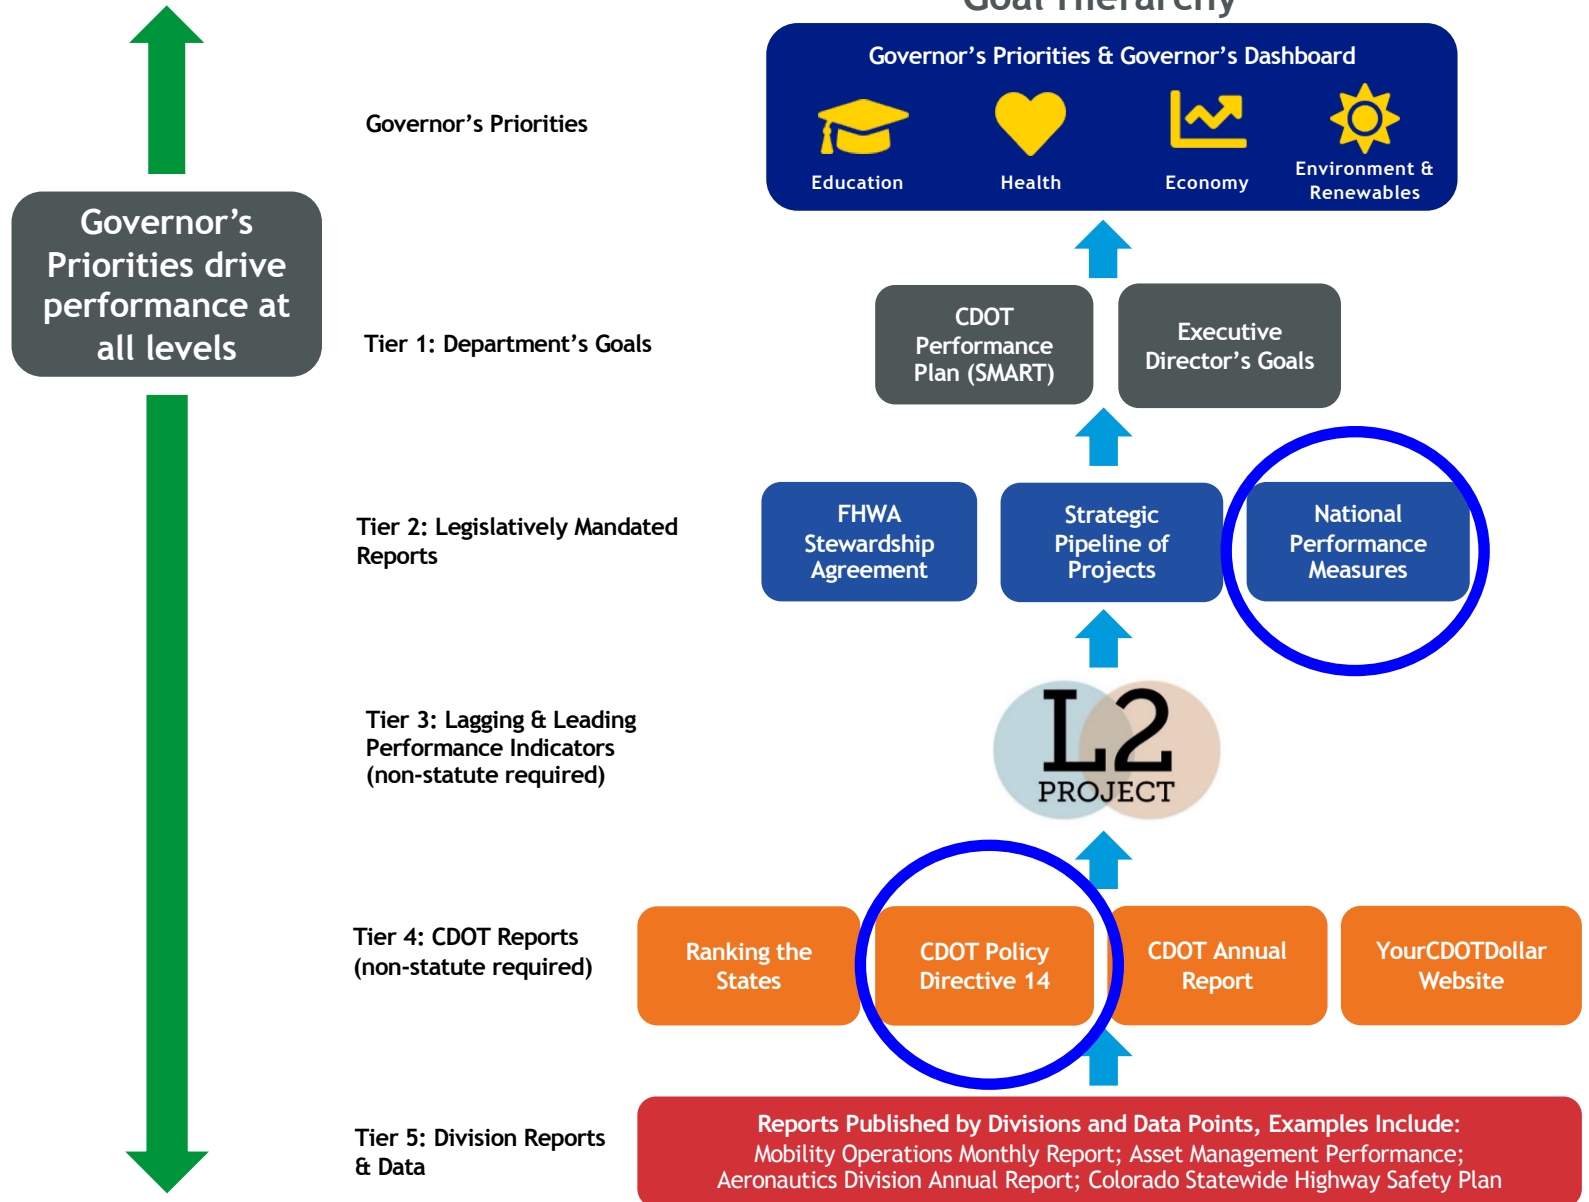 Goal Hierarchy
Governor's Priorities & Governor's Dashboard
Education
Health
Economy
Environment &
Renewables
Governor's Priorities
Governor's
Priorities drive
performance at
all levels
Tier 1: Department's Goals
CDOT
Performance
Plan (SMART)
Executive
Director's Goals
Tier 2: Legislatively Mandated
Reports
FHWA
Stewardship
Agreement
Strategic
Pipeline of
Projects
National
Performance
Measures
Tier 3: Lagging & Leading
Performance Indicators
(non-statute required)
L2
PROJECT
Tier 4: CDOT Reports
(non-statute required)
Ranking the
States
CDOT Policy
Directive 14
CDOT Annual
Report
YourCDOTDollar
Website
Tier 5: Division Reports
& Data
Reports Published by Divisions and Data Points, Examples Include:
Mobility Operations Monthly Report; Asset Management Performance;
Aeronautics Division Annual Report; Colorado Statewide Highway Safety Plan